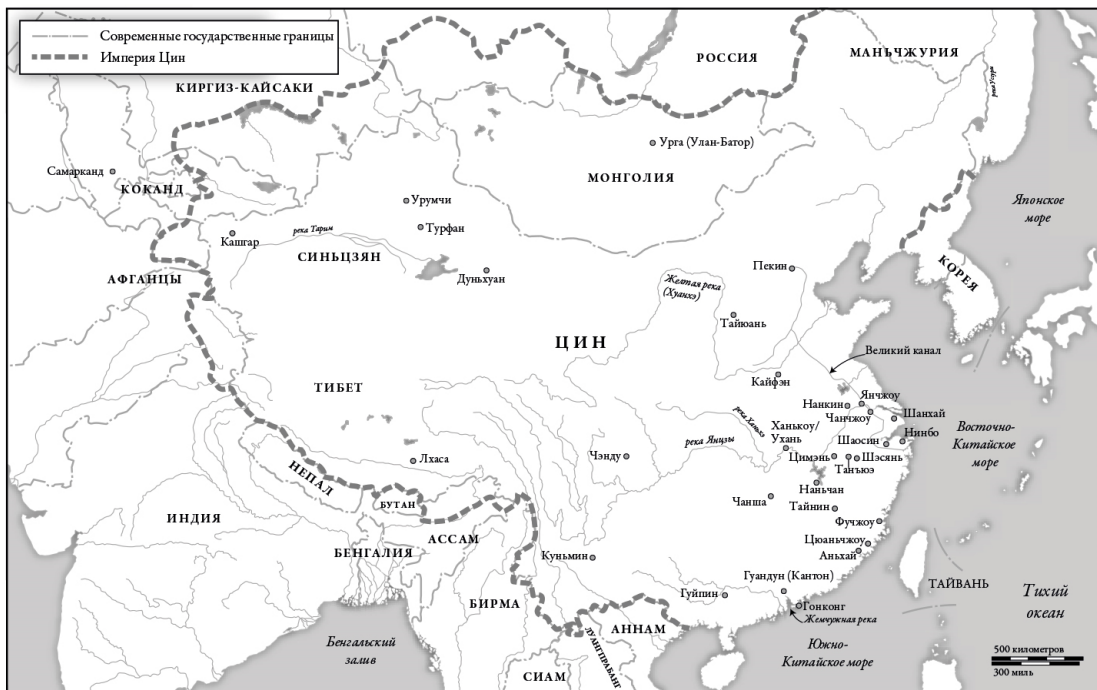 Современные государственные границы
Империя Цин
РОССИЯ
МАНЬЧЖУРИЯ
река Уссури
КИРГИЗ-КАЙСАКИ
Урга (Улан-Батор)
Самарканд
КОКАНД
МОНГОЛИЯ
Урумчи
Японское
море
Турфан
Кашгар
река Тарим
СИНЬЦЗЯН
Дуньхуан
Пекин
КОРЕЯ
АФГАНЦЫ
Желтая река
(Хуанхэ)
Тайюань
ЦИН
Великий канал
Кайфэн
ТИБЕТ
Янчжоу
Нанкин
Чанчжоу
Шанхай
река Ханьхэ
Ханькоу/
Ухань
Нинбо
Восточно-
Китайское
море
река Янцзы
Шаосин
Лхаса
Чэнду
Цимэнь
Шэсянь
Танъюэ
НЕПАЛ
Наньчан
Чанша
БУТАН
Тайнин
ИНДИЯ
Фучжоу
АССАМ
Цюаньчжоу
БЕНГАЛИЯ
Аньхай
Куньмин
Гуандун (Кантон)
ТАЙВАНЬ
Гуйпин
БИРМА
Гонконг
Жемчужная река
Тихий
океан
АННАМ
Бенгальский
залив
ЛУАНГПРАБАНГ
Южно-
Китайское море
500 километров
300 миль
СИАМ